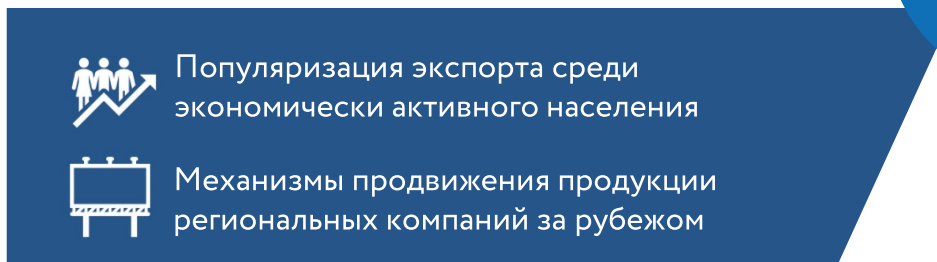 Популяризация экспорта среди
экономически активного населения
Механизмы продвижения продукции
региональных компаний за рубежом